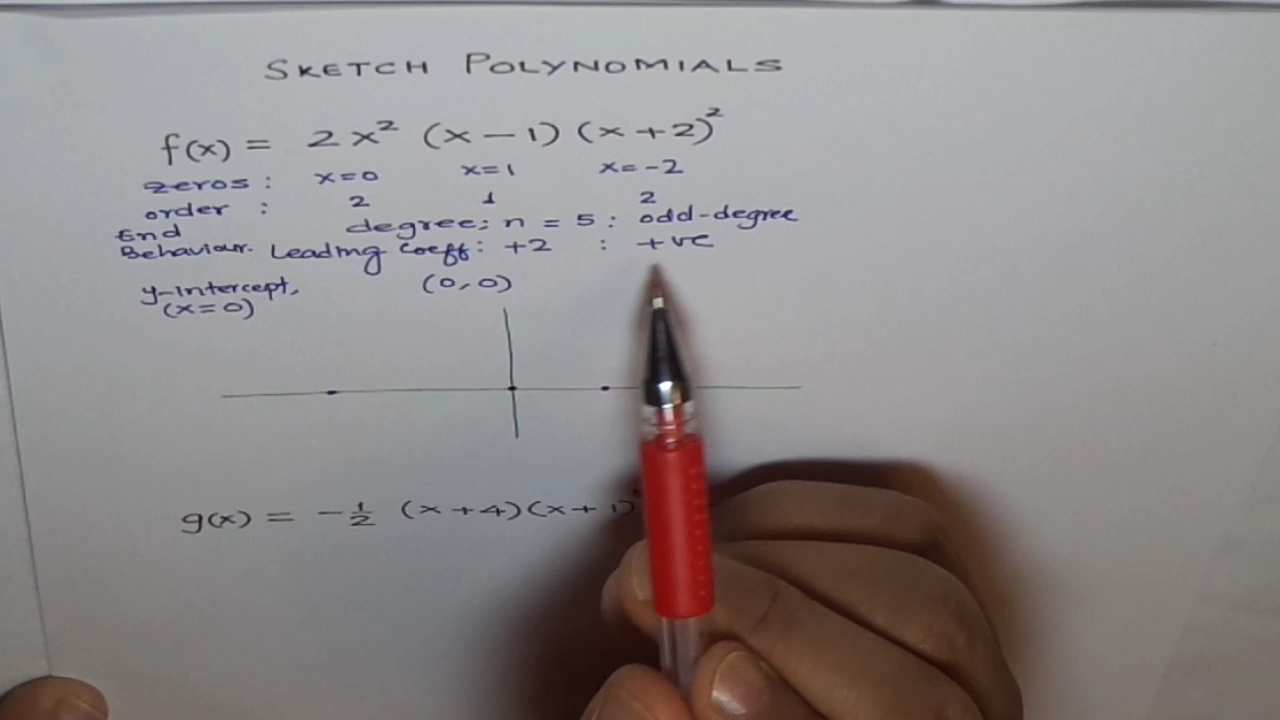 SKETCH POLYNOMIALS
f(x) = 2x² (x-1) (x+2)²
zeros : x=0 x=1 x=-2
order : 2 1 2
End degree; n = 5 : odd-degree
Behaviour. Leading Coeff: +2 : +ve
y-intercept, (0,0)
(x=0)
g(x) = -1/2 (x+4)(x+1)